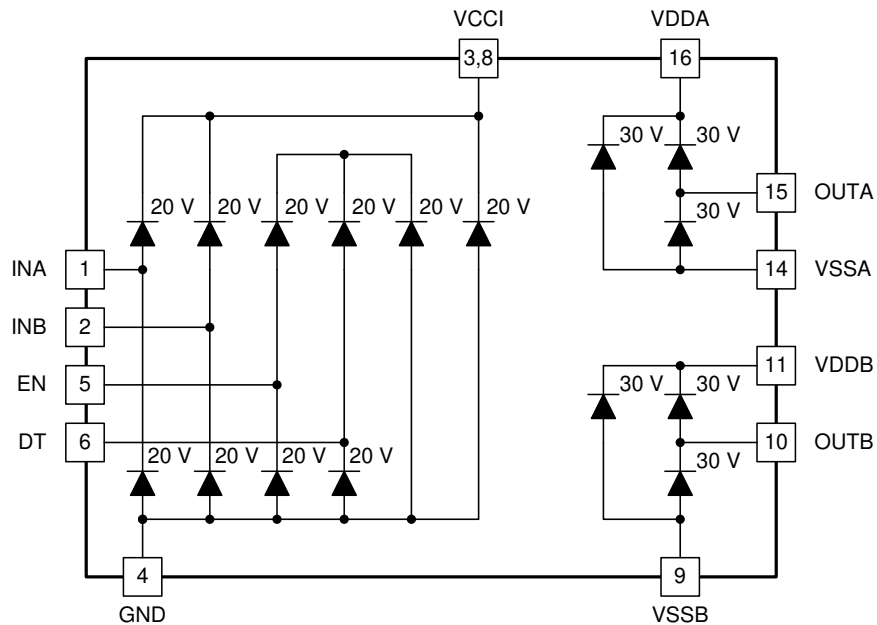 VCCI VDDA
3,8 16
30 V 30 V
15 OUTA
20 V 20 V 20 V 20 V 20 V 20 V 30 V
INA 1 14 VSSA
INB 2
11 VDDB
EN 5 30 V 30 V
DT 6 10 OUTB
20 V 20 V 20 V 20 V 30 V
4 9
GND VSSB